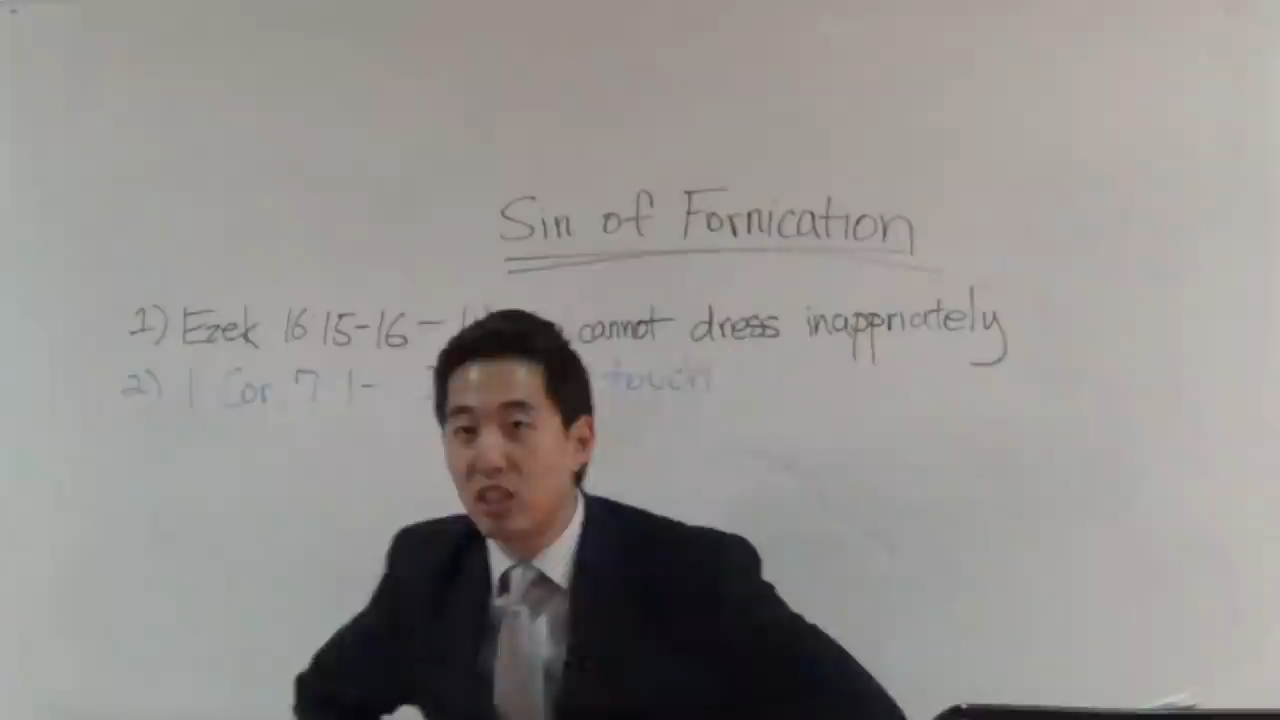 Sin of Fornication
1) Ezek 16 15-16 - cannot dress inappriately
2) 1 Cor 7 1- touch